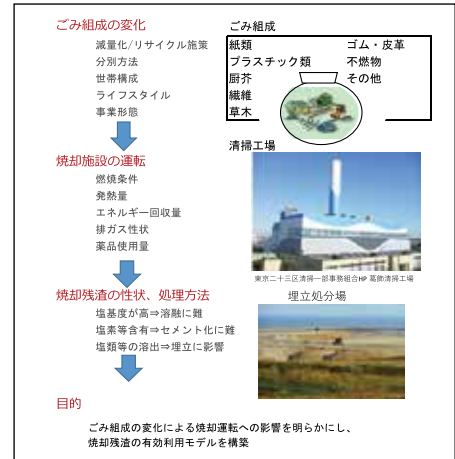 ごみ組成の変化
減量化/リサイクル施策
分別方法
世帯構成
ライフスタイル
事業形態
焼却施設の運転
燃焼条件
発熱量
エネルギー回収量
排ガス性状
薬品使用量
焼却残渣の性状、処理方法
塩基度が高⇒溶融に難
塩素等含有⇒セメント化に難
塩類等の溶出⇒埋立に影響
目的
ごみ組成の変化による焼却運転への影響を明らかにし、
焼却残渣の有効利用モデルを構築
ごみ組成
紙類
プラスチック類
厨芥
繊維
草木
ゴム・皮革
不燃物
その他
清掃工場
東京二十三区清掃一部事務組合HP 葛飾清掃工場
埋立処分場